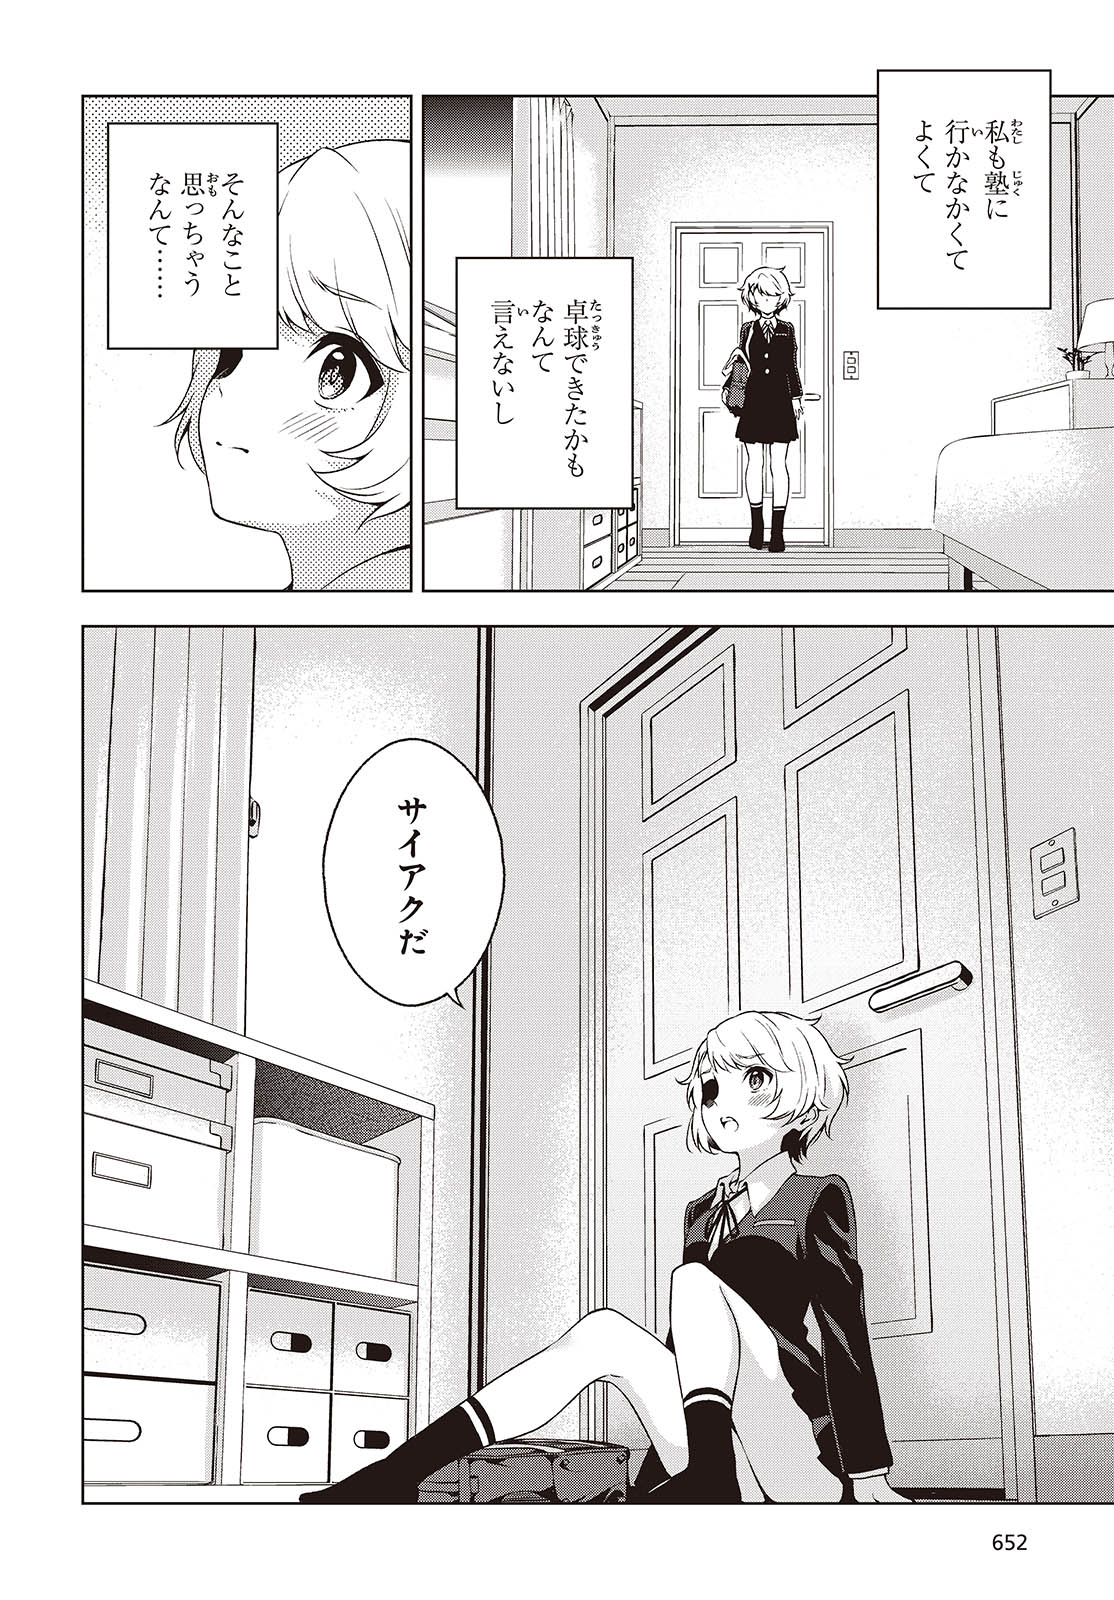 私も塾に
行かなくて
よくて
卓球できたかも
なんて
言えないし
そんなこと
思っちゃう
なんて……
サイアクだ
652